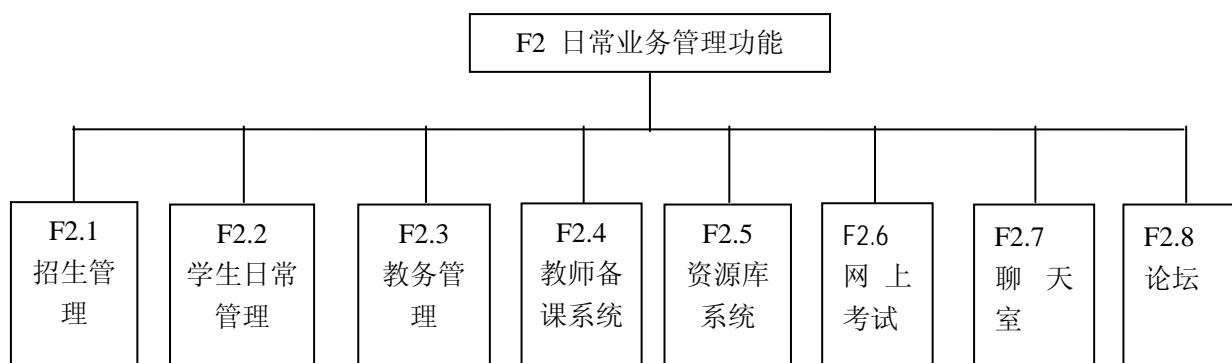 F2 日常业务管理功能
F2.1
招生管
理
F2.2
学生日常
管理
F2.3
教务管
理
F2.4
教师备
课系统
F2.5
资源库
系统
F2.6
网上
考试
F2.7
聊天
室
F2.8
论坛